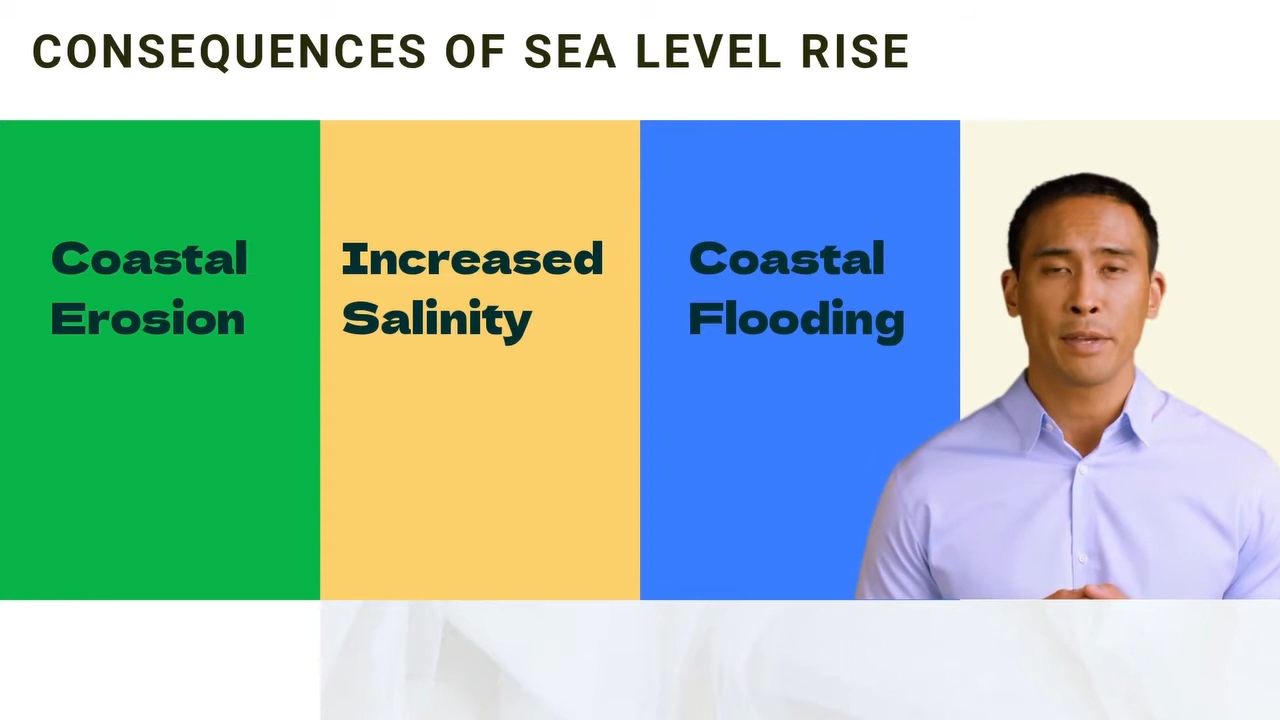 CONSEQUENCES OF SEA LEVEL RISE
Coastal
Erosion
Increased
Salinity
Coastal
Flooding